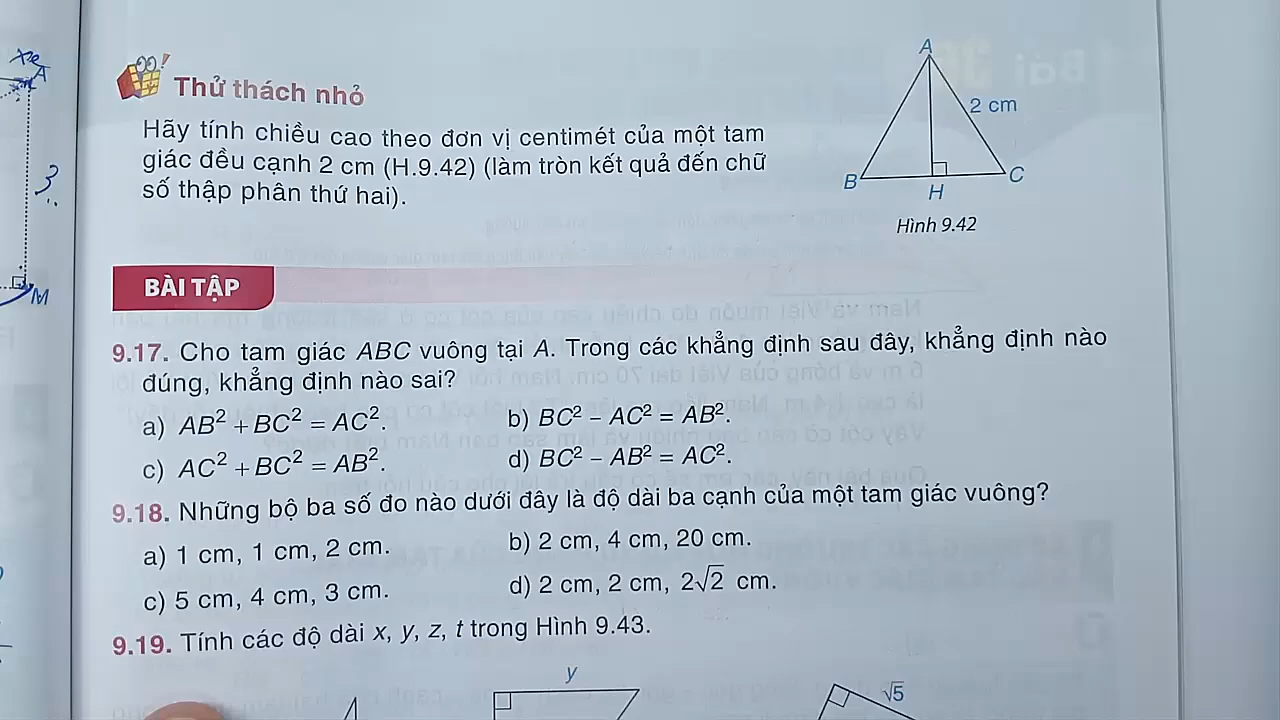 Thử thách nhỏ
Hãy tính chiều cao theo đơn vị centimét của một tam
giác đều cạnh 2 cm (H.9.42) (làm tròn kết quả đến chữ
số thập phân thứ hai).
A
2 cm
B
H
C
Hình 9.42
A
3
M
BÀI TẬP
9.17. Cho tam giác ABC vuông tại A. Trong các khẳng định sau đây, khẳng định nào
đúng, khẳng định nào sai?
a) AB² + BC² = AC².
b) BC² – AC² = AB².
c) AC² + BC² = AB².
d) BC² – AB² = AC².
9.18. Những bộ ba số đo nào dưới đây là độ dài ba cạnh của một tam giác vuông?
a) 1 cm, 1 cm, 2 cm.
b) 2 cm, 4 cm, 20 cm.
c) 5 cm, 4 cm, 3 cm.
d) 2 cm, 2 cm, 2√2 cm.
9.19. Tính các độ dài x, y, z, t trong Hình 9.43.
y
√5